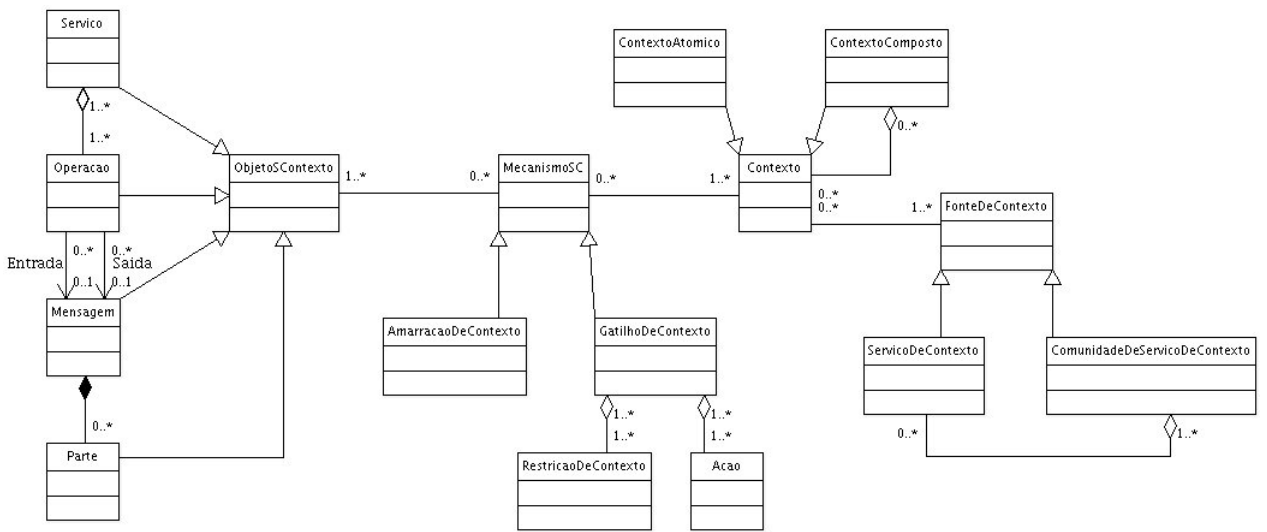 Servico
ContextoAtomico
ContextoComposto
1..*
0..*
1..*
Operacao
ObjetoSContexto
1..*
0..*
MecanismoSC
0..*
1..*
Contexto
0..*
0..*
1..*
FonteDeContexto
0..*
0..*
Entrada
Saida
0..1
0..1
Mensagem
AmarracaoDeContexto
GatilhoDeContexto
ServicoDeContexto
ComunidadeDeServicoDeContexto
1..*
1..*
0..*
1..*
1..*
0..*
1..*
Parte
RestricaoDeContexto
Acao